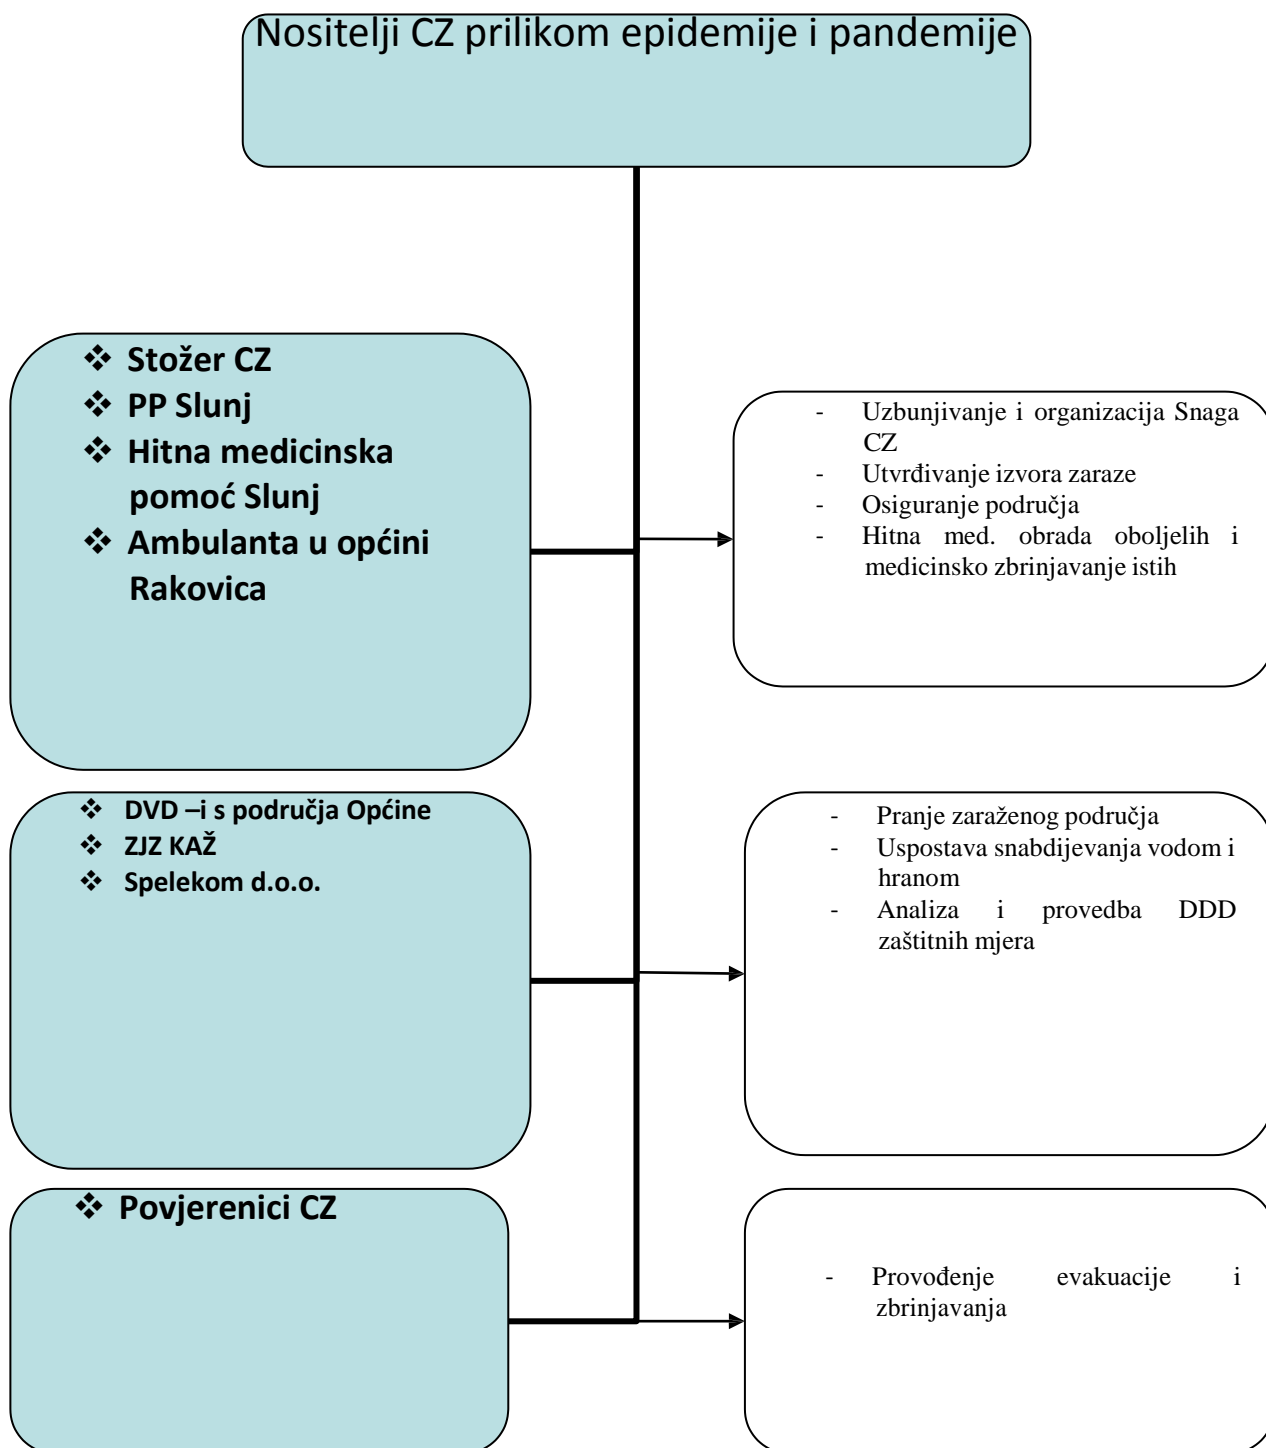 Nositelji CZ prilikom epidemije i pandemije
❖ Stožer CZ
❖ PP Slunj
❖ Hitna medicinska
pomoć Slunj
❖ Ambulanta u općini
Rakovica
- Uzbunjivanje i organizacija Snaga
CZ
- Utvrđivanje izvora zaraze
- Osiguranje područja
- Hitna med. obrada oboljelih i
medicinsko zbrinjavanje istih
❖ DVD –i s područja Općine
❖ ZJZ KAŽ
❖ Spelekom d.o.o.
- Pranje zaraženog područja
- Uspostava snabdijevanja vodom i
hranom
- Analiza i provedba DDD
zaštitnih mjera
❖ Povjerenici CZ
- Provođenje evakuacije i
zbrinjavanja